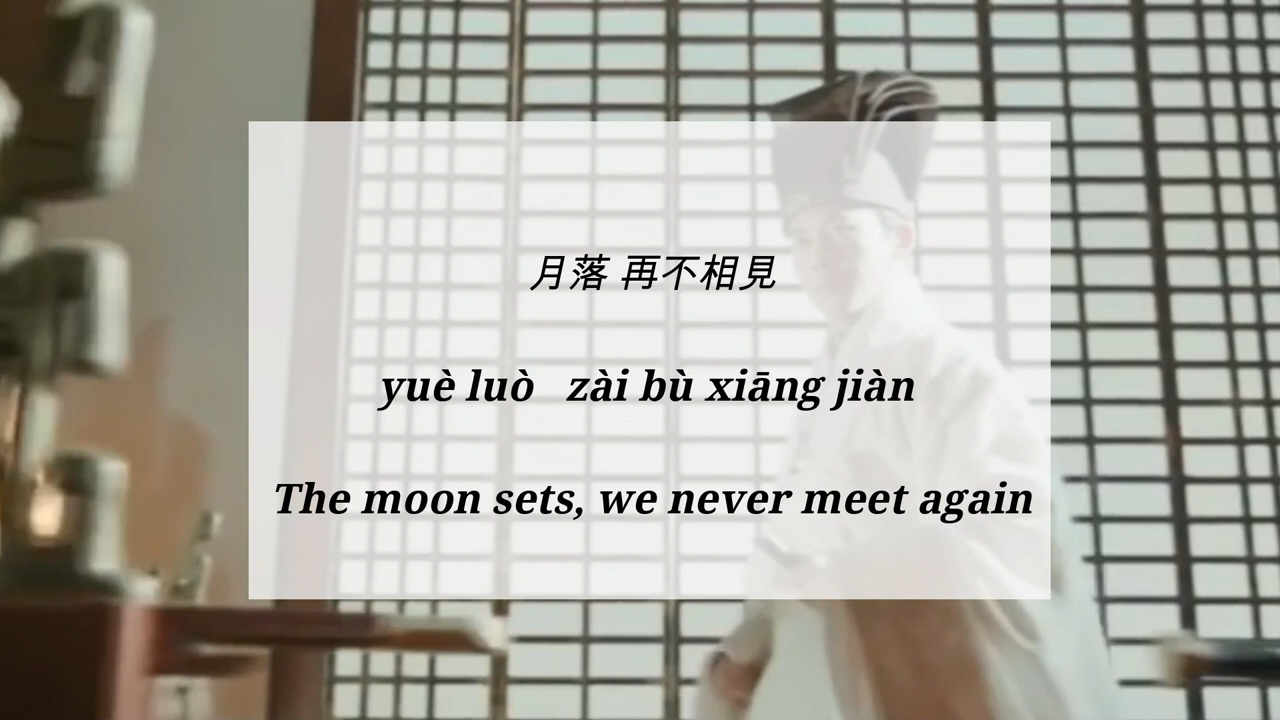 月落 再不相見
yuè luò zài bù xiāng jiàn
The moon sets, we never meet again